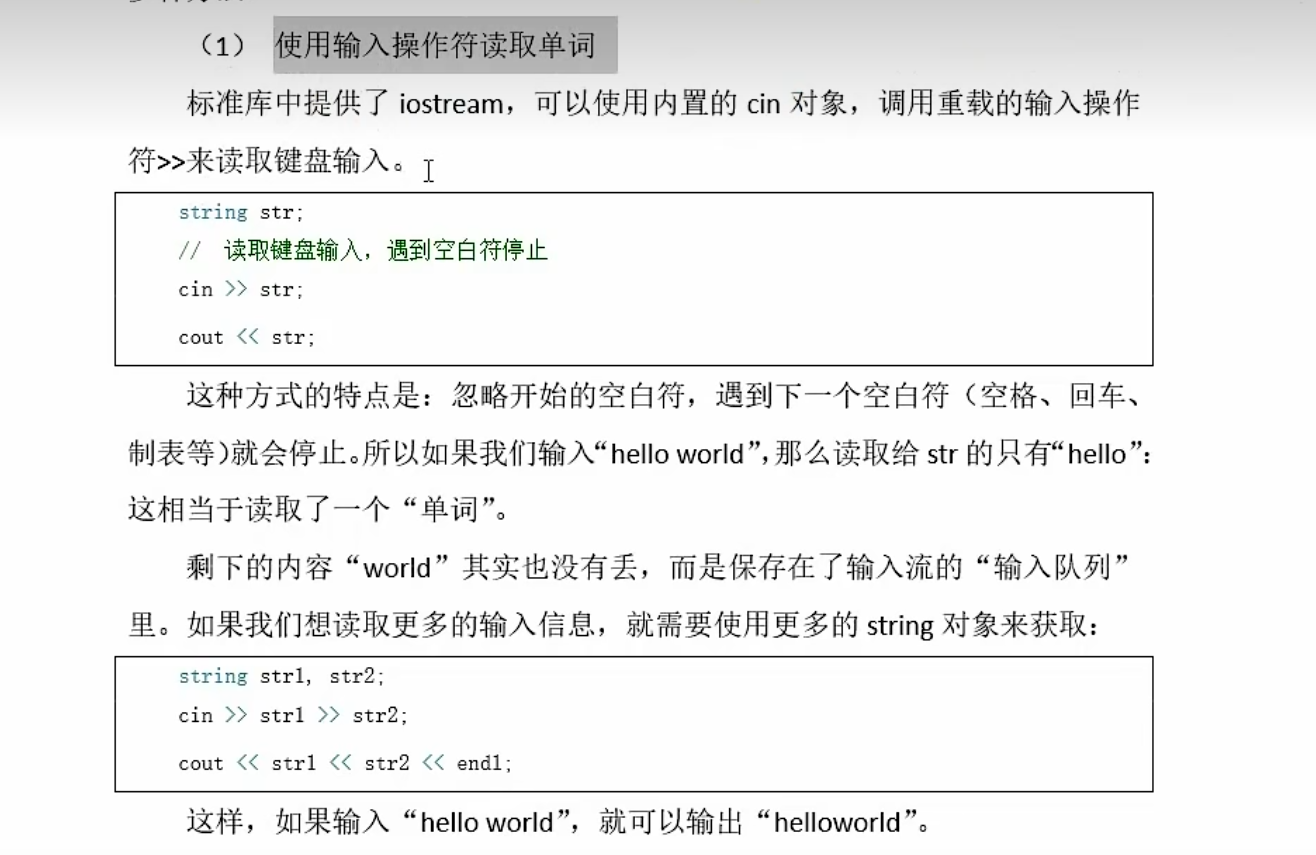 （1） 使用输入操作符读取单词
标准库中提供了 iostream，可以使用内置的 cin 对象，调用重载的输入操作
符>>来读取键盘输入。
string str;
// 读取键盘输入，遇到空白符停止
cin >> str;
cout << str;
这种方式的特点是：忽略开始的空白符，遇到下一个空白符（空格、回车、
制表等)就会停止。所以如果我们输入“hello world”，那么读取给 str 的只有“hello”：
这相当于读取了一个“单词”。
剩下的内容“world”其实也没有丢，而是保存在了输入流的“输入队列”
里。如果我们想读取更多的输入信息，就需要使用更多的 string 对象来获取：
string str1, str2;
cin >> str1 >> str2;
cout << str1 << str2 << endl;
这样，如果输入“hello world”，就可以输出“helloworld”。